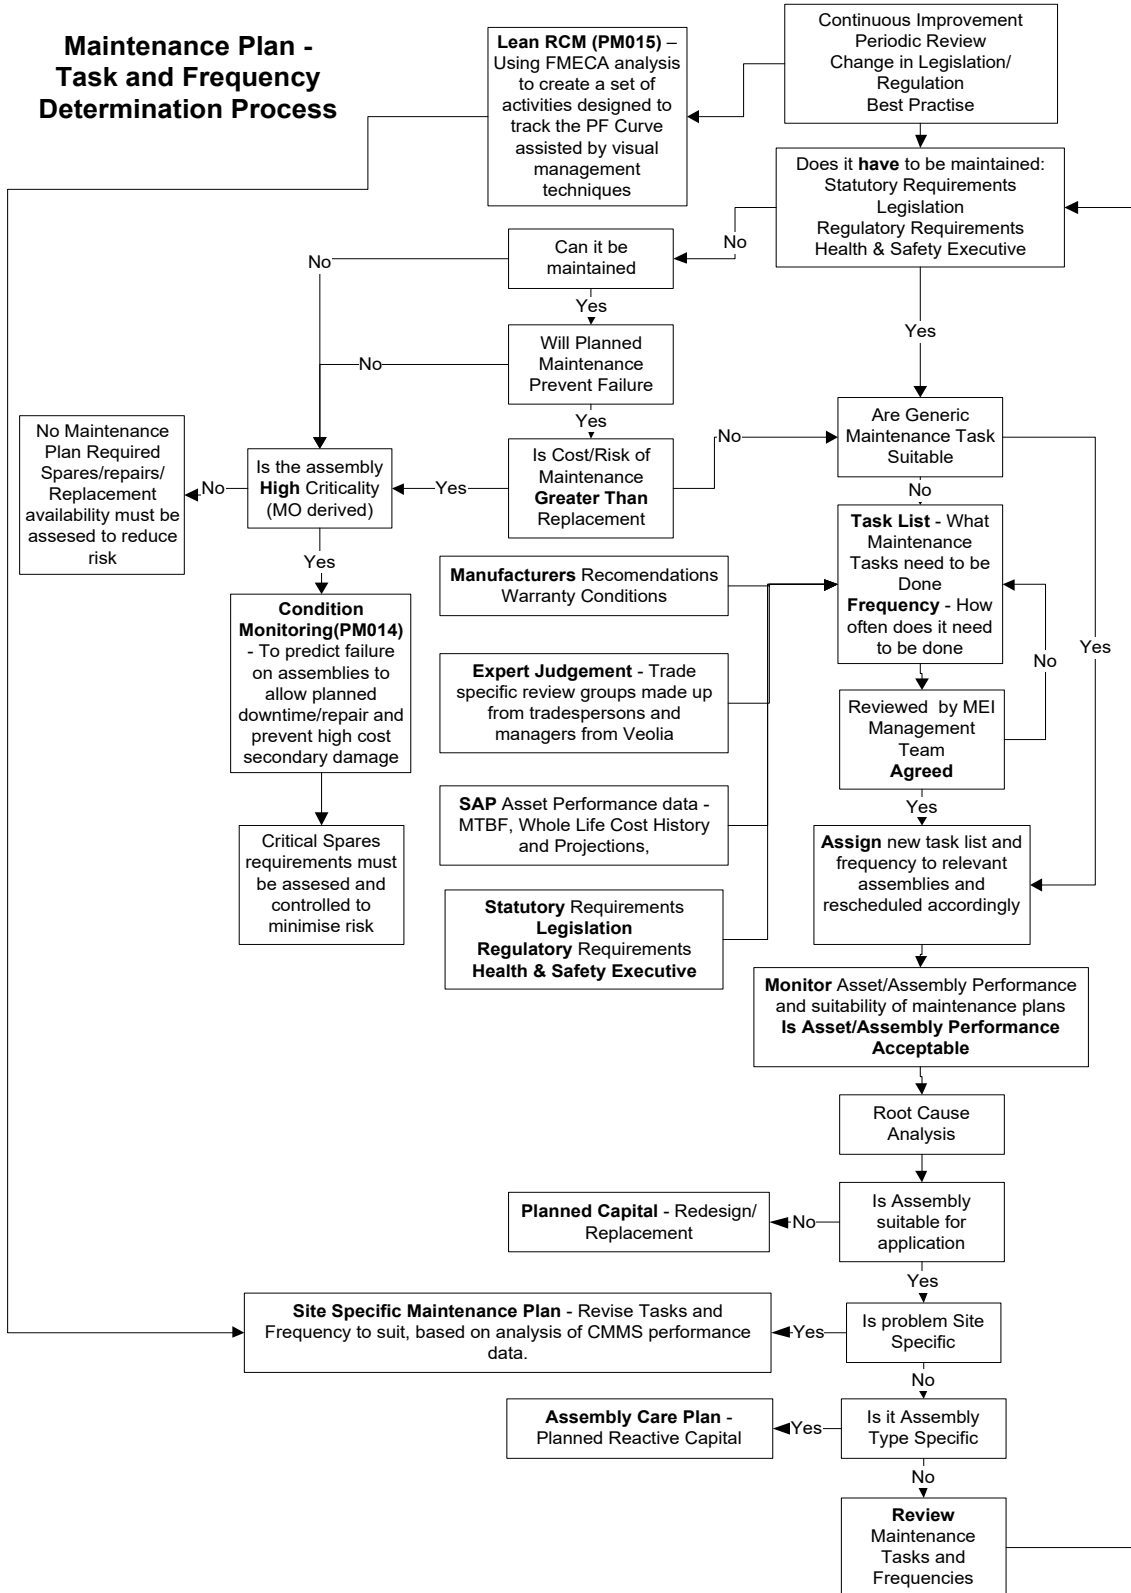 Maintenance Plan -
Task and Frequency
Determination Process
Lean RCM (PM015) –
Using FMECA analysis
to create a set of
activities designed to
track the PF Curve
assisted by visual
management
techniques
Continuous Improvement
Periodic Review
Change in Legislation/
Regulation
Best Practise
Does it have to be maintained:
Statutory Requirements
Legislation
Regulatory Requirements
Health & Safety Executive
No
Can it be
maintained
No
Yes
Yes
Will Planned
Maintenance
Prevent Failure
No
Yes
No Maintenance
Plan Required
Spares/repairs/
Replacement
availability must be
assesed to reduce
risk
No
Is the assembly
High Criticality
(MO derived)
Yes
Is Cost/Risk of
Maintenance
Greater Than
Replacement
No
Are Generic
Maintenance Task
Suitable
No
Yes
Yes
Condition
Monitoring(PM014)
- To predict failure
on assemblies to
allow planned
downtime/repair and
prevent high cost
secondary damage
Critical Spares
requirements must
be assesed and
controlled to
minimise risk
Manufacturers Recomendations
Warranty Conditions
Expert Judgement - Trade
specific review groups made up
from tradespersons and
managers from Veolia
SAP Asset Performance data -
MTBF, Whole Life Cost History
and Projections,
Statutory Requirements
Legislation
Regulatory Requirements
Health & Safety Executive
Task List - What
Maintenance
Tasks need to be
Done
Frequency - How
often does it need
to be done
No
Reviewed by MEI
Management
Team
Agreed
Yes
Assign new task list and
frequency to relevant
assemblies and
rescheduled accordingly
Monitor Asset/Assembly Performance
and suitability of maintenance plans
Is Asset/Assembly Performance
Acceptable
Root Cause
Analysis
Is Assembly
suitable for
application
No
Planned Capital - Redesign/
Replacement
Yes
Is problem Site
Specific
Yes
Site Specific Maintenance Plan - Revise Tasks and
Frequency to suit, based on analysis of CMMS performance
data.
No
Is it Assembly
Type Specific
Yes
Assembly Care Plan -
Planned Reactive Capital
No
Review
Maintenance
Tasks and
Frequencies